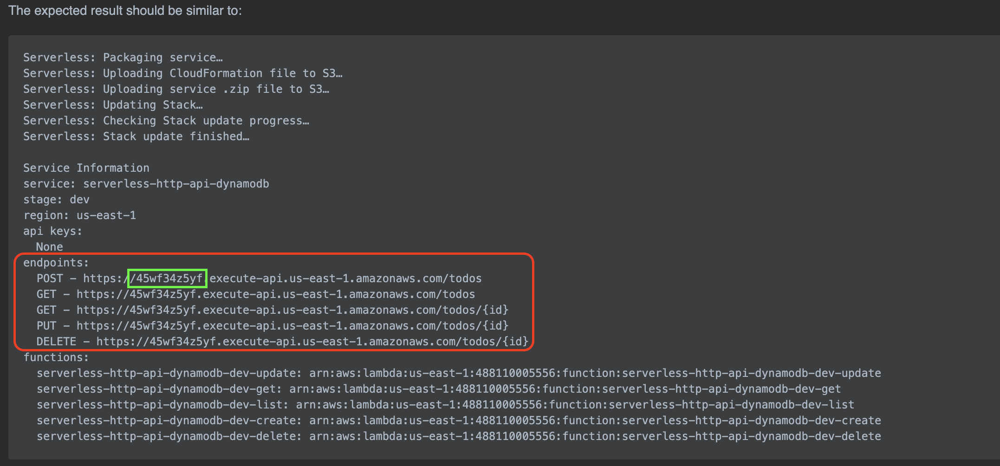 The expected result should be similar to:
Serverless: Packaging service…
Serverless: Uploading CloudFormation file to S3…
Serverless: Uploading service .zip file to S3…
Serverless: Updating Stack…
Serverless: Checking Stack update progress…
Serverless: Stack update finished…
Service Information
service: serverless-http-api-dynamodb
stage: dev
region: us-east-1
api keys:
  None
endpoints:
  POST – https://45wf34z5yf.execute-api.us-east-1.amazonaws.com/todos
  GET – https://45wf34z5yf.execute-api.us-east-1.amazonaws.com/todos
  GET – https://45wf34z5yf.execute-api.us-east-1.amazonaws.com/todos/{id}
  PUT – https://45wf34z5yf.execute-api.us-east-1.amazonaws.com/todos/{id}
  DELETE – https://45wf34z5yf.execute-api.us-east-1.amazonaws.com/todos/{id}
functions:
  serverless-http-api-dynamodb-dev-update: arn:aws:lambda:us-east-1:488110005556:function:serverless-http-api-dynamodb-dev-update
  serverless-http-api-dynamodb-dev-get: arn:aws:lambda:us-east-1:488110005556:function:serverless-http-api-dynamodb-dev-get
  serverless-http-api-dynamodb-dev-list: arn:aws:lambda:us-east-1:488110005556:function:serverless-http-api-dynamodb-dev-list
  serverless-http-api-dynamodb-dev-create: arn:aws:lambda:us-east-1:488110005556:function:serverless-http-api-dynamodb-dev-create
  serverless-http-api-dynamodb-dev-delete: arn:aws:lambda:us-east-1:488110005556:function:serverless-http-api-dynamodb-dev-delete